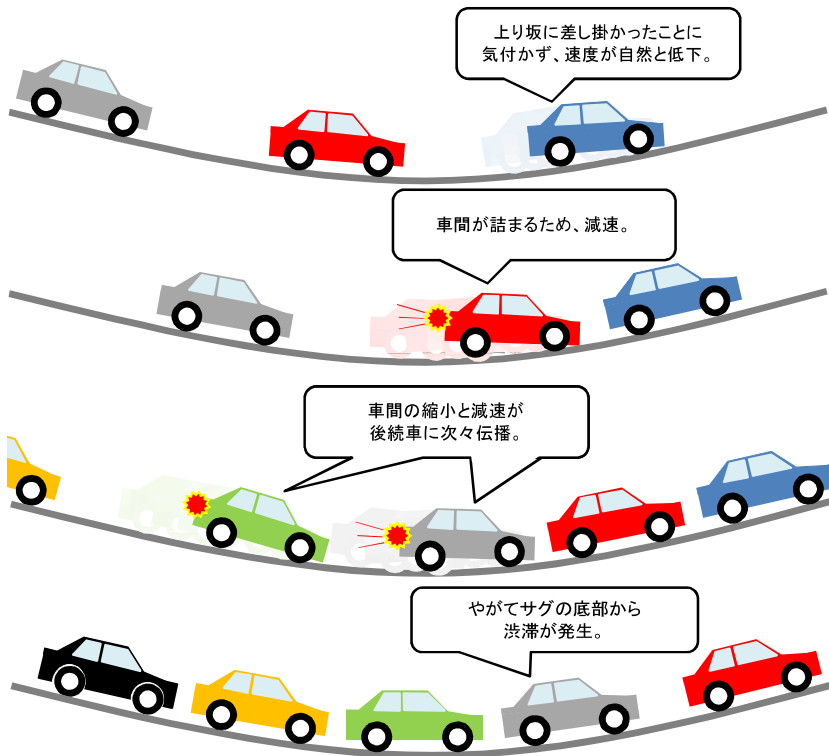 上り坂に差し掛かったことに
気付かず、速度が自然と低下。
車間が詰まるため、減速。
車間の縮小と減速が
後続車に次々伝播。
やがてサグの底部から
渋滞が発生。